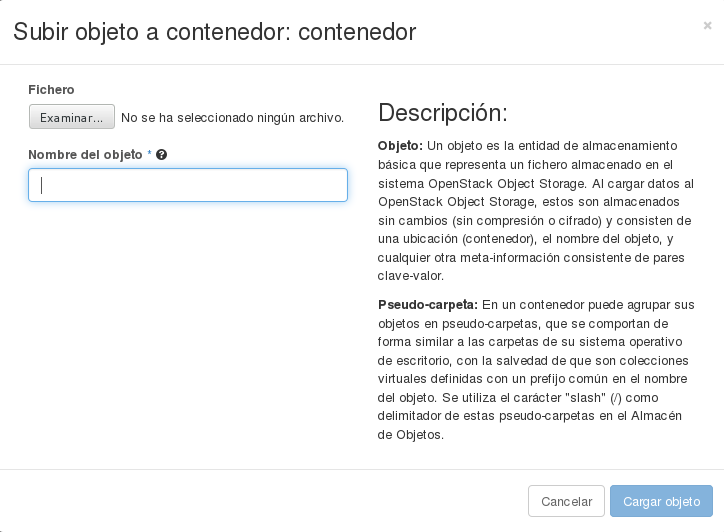 Subir objeto a contenedor: contenedor
×
Fichero
Examinar... No se ha seleccionado ningún archivo.
Nombre del objeto *
Descripción:
Objeto: Un objeto es la entidad de almacenamiento
básica que representa un fichero almacenado en el
sistema OpenStack Object Storage. Al cargar datos al
OpenStack Object Storage, estos son almacenados
sin cambios (sin compresión o cifrado) y consisten de
una ubicación (contenedor), el nombre del objeto, y
cualquier otra meta-información consistente de pares
clave-valor.
Pseudo-carpeta: En un contenedor puede agrupar sus
objetos en pseudo-carpetas, que se comportan de
forma similar a las carpetas de su sistema operativo
de escritorio, con la salvedad de que son colecciones
virtuales definidas con un prefijo común en el nombre
del objeto. Se utiliza el carácter "slash" (/) como
delimitador de estas pseudo-carpetas en el Almacén
de Objetos.
Cancelar
Cargar objeto